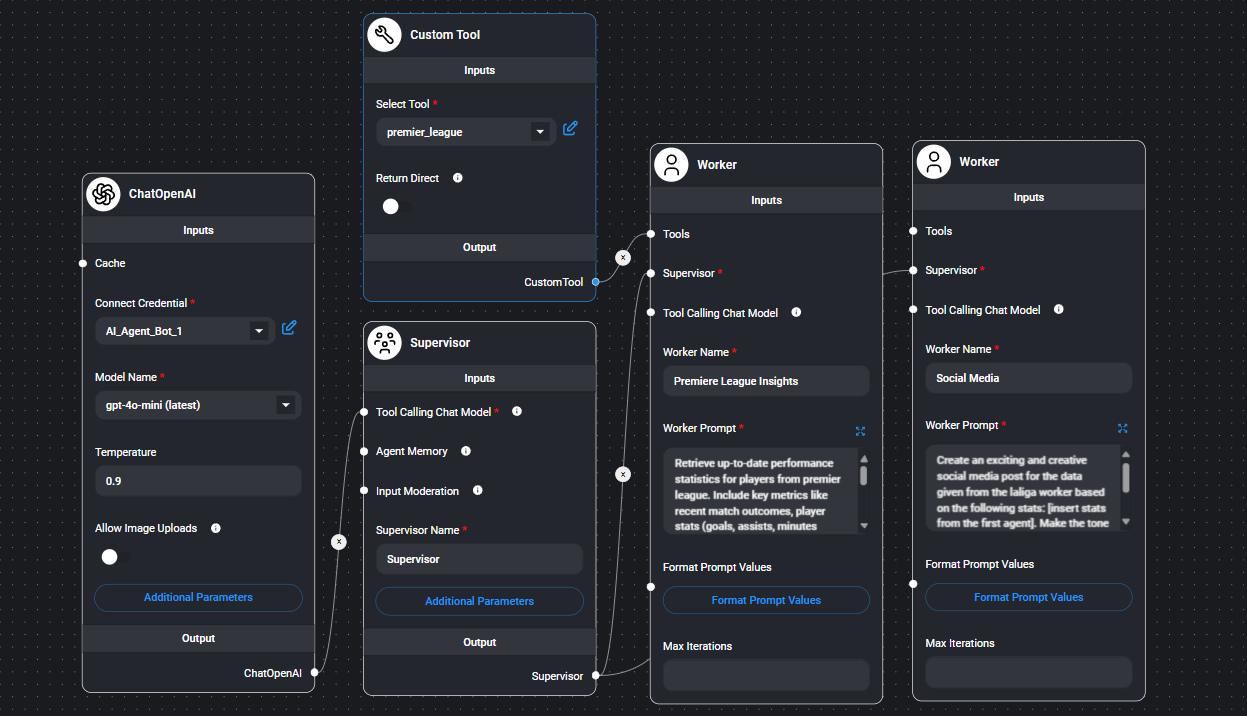 ChatOpenAI
Inputs
Cache
Connect Credential *
AI_Agent_Bot_1
Model Name *
gpt-4o-mini (latest)
Temperature
0.9
Allow Image Uploads
Additional Parameters
Output
ChatOpenAI
Custom Tool
Inputs
Select Tool *
premier_league
Return Direct
Output
CustomTool
Supervisor
Inputs
Tool Calling Chat Model *
Agent Memory
Input Moderation
Supervisor Name *
Supervisor
Additional Parameters
Output
Supervisor
Worker
Inputs
Tools
Supervisor *
Tool Calling Chat Model
Worker Name *
Premiere League Insights
Worker Prompt *
Retrieve up-to-date performance
statistics for players from premier
league. Include key metrics like
recent match outcomes, player
stats (goals, assists, minutes
Format Prompt Values
Format Prompt Values
Max Iterations
Worker
Inputs
Tools
Supervisor *
Tool Calling Chat Model
Worker Name *
Social Media
Worker Prompt *
Create an exciting and creative
social media post for the data
given from the laliga worker based
on the following stats: [insert stats
from the first agent]. Make the tone
Format Prompt Values
Format Prompt Values
Max Iterations